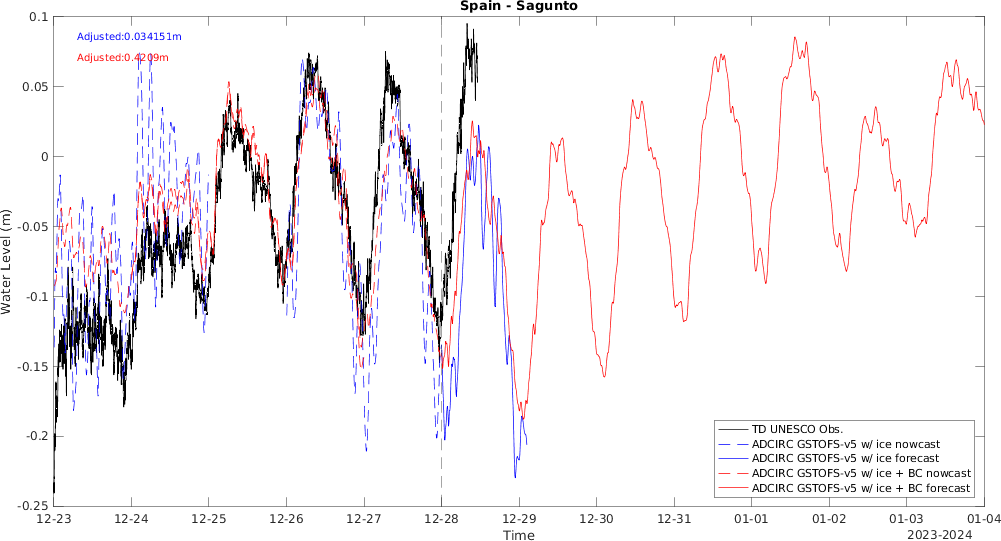 Spain - Sagunto
Adjusted:0.034151m
Adjusted:0.4209m
0.1
0.05
0
-0.05
-0.1
-0.15
-0.2
-0.25
Water Level (m)
TD UNESCO Obs.
ADCIRC GSTOFS-v5 w/ ice nowcast
ADCIRC GSTOFS-v5 w/ ice forecast
ADCIRC GSTOFS-v5 w/ ice + BC nowcast
ADCIRC GSTOFS-v5 w/ ice + BC forecast
12-23 12-24 12-25 12-26 12-27 12-28 12-29 12-30 12-31 01-01 01-02 01-03 01-04
Time
2023-2024